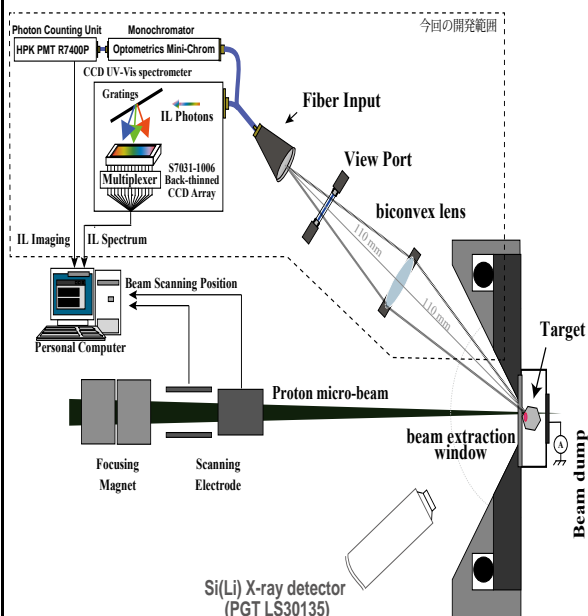 今回の開発範囲
Photon Counting Unit
Monochromator
HPK PMT R7400P
Optometrics Mini-Chrom
CCD UV-Vis spectrometer
Gratings
IL Photons
Fiber Input
S7031-1006
Back-thinned
CCD Array
Multiplexer
View Port
biconvex lens
110 mm
110 mm
IL Imaging
IL Spectrum
Beam Scanning Position
Personal Computer
Target
Proton micro-beam
beam extraction
window
A
Beam dump
Focusing
Magnet
Scanning
Electrode
Si(Li) X-ray detector
(PGT LS30135)